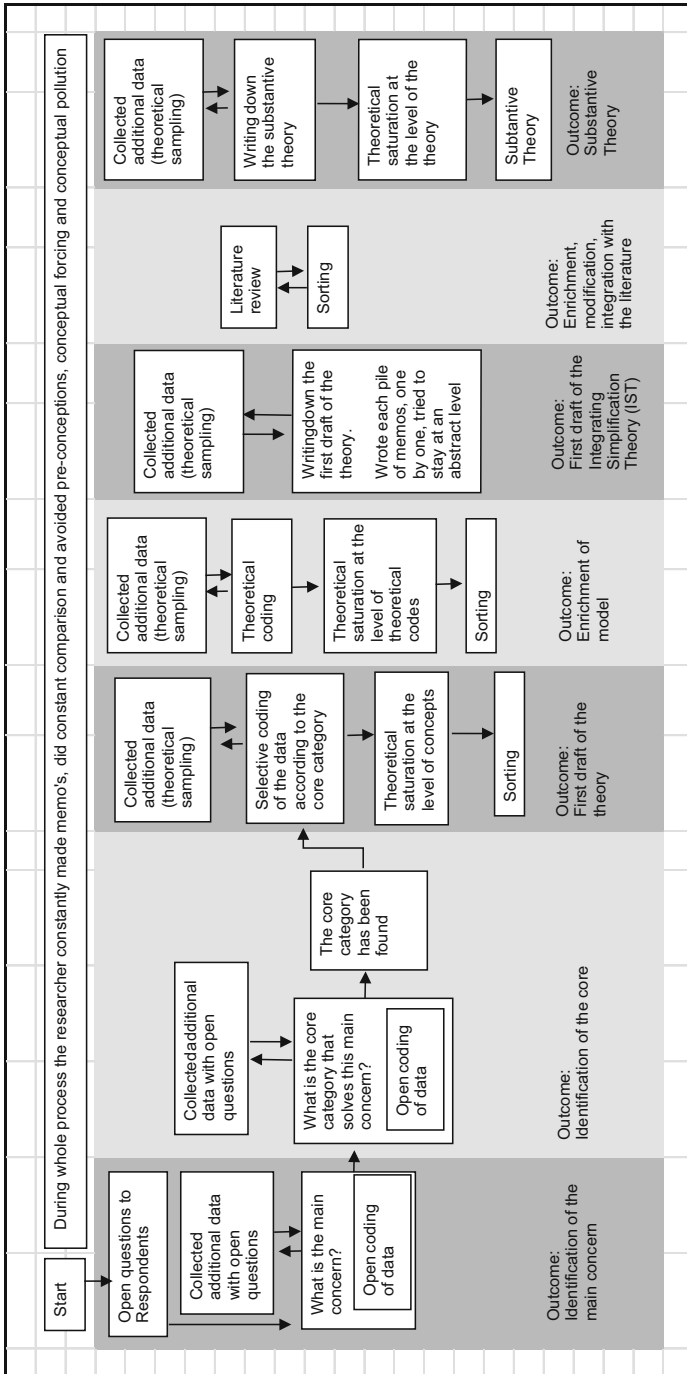 Start
During whole process the researcher constantly made memo's, did constant comparison and avoided pre-conceptions, conceptual forcing and conceptual pollution
Open questions to
Respondents
Collected
additional data
with open
questions
What is the main
concern?
Open coding
of data
Outcome:
Identification of the
main concern
Collectedadditional
data with open
questions
What is the core
category that
solves this main
concern?
Open coding
of data
The core
category
has been
found
Outcome:
Identification of the core
Collected
additional data
(theoretical
sampling)
Selective coding
of the data
according to the
core category
Theoretical
saturation at the
level of concepts
Sorting
Outcome:
First draft of the
theory
Collected
additional data
(theoretical
sampling)
Theoretical
coding
Theoretical
saturation at the
level of
theoretical
codes
Sorting
Outcome:
Enrichment of
model
Collected
additional data
(theoretical
sampling)
Writingdown the
first draft of the
theory.
Wrote each pile
of memos, one
by one, tried to
stay at an
abstract level
Outcome:
First draft of the
Integrating
Simplification
Theory (IST)
Literature
review
Sorting
Outcome:
Enrichment,
modification,
integration with
the literature
Collected
additional data
(theoretical
sampling)
Writing down
the substantive
theory
Theoretical
saturation at
the level of the
theory
Subtantive
Theory
Outcome:
Substantive
Theory